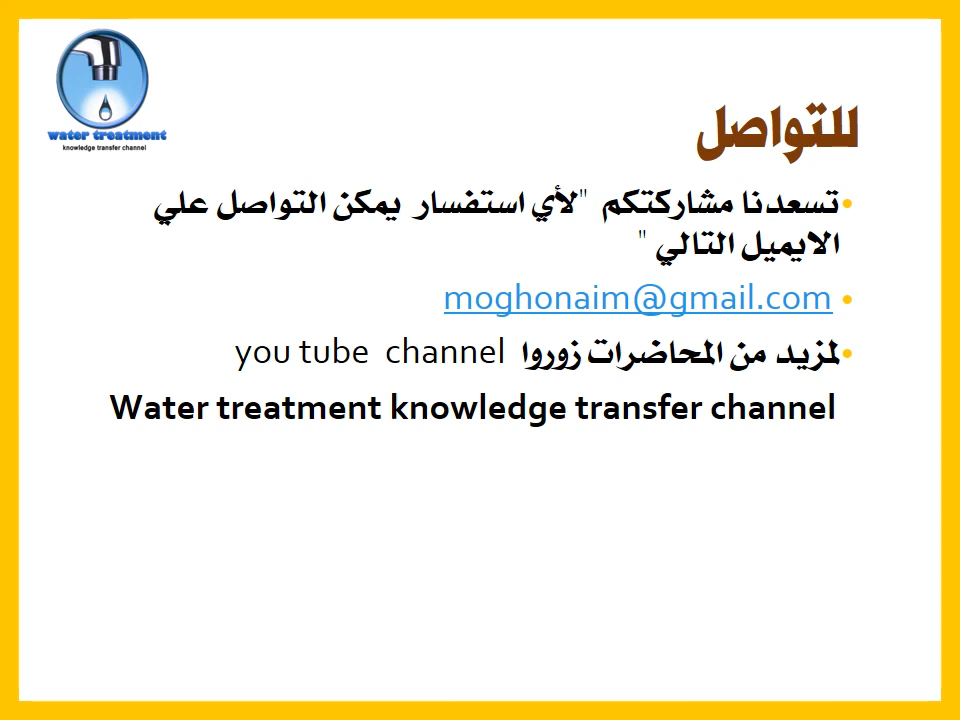 water treatment
knowledge transfer channel
للتواصل
تسعدنا مشاركتكم "لأي استفسار يمكن التواصل علي
الايميل التالي "
moghonaim@gmail.com
لمزيد من المحاضرات زوروا you tube channel
Water treatment knowledge transfer channel